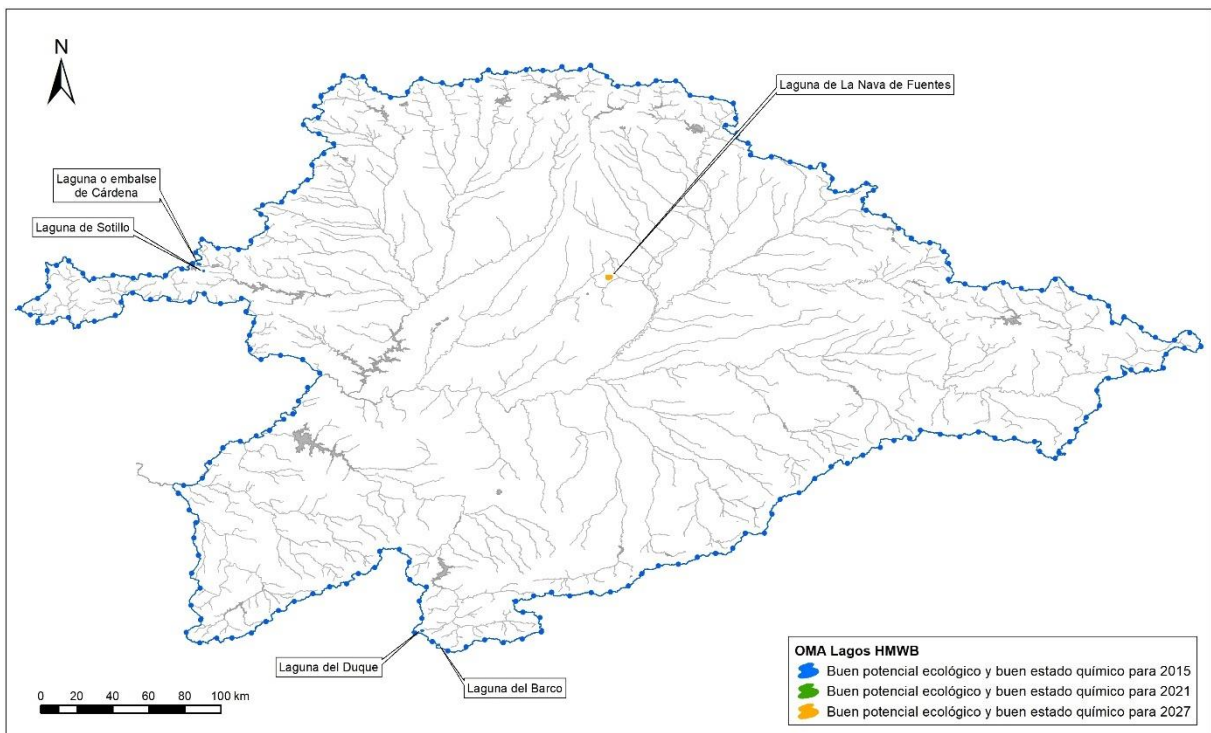 N
Laguna de La Nava de Fuentes
Laguna o embalse
de Cárdena
Laguna de Sotillo
Laguna del Duque
Laguna del Barco
0 20 40 60 80 100 km
OMA Lagos HMWB
Buen potencial ecológico y buen estado químico para 2015
Buen potencial ecológico y buen estado químico para 2021
Buen potencial ecológico y buen estado químico para 2027